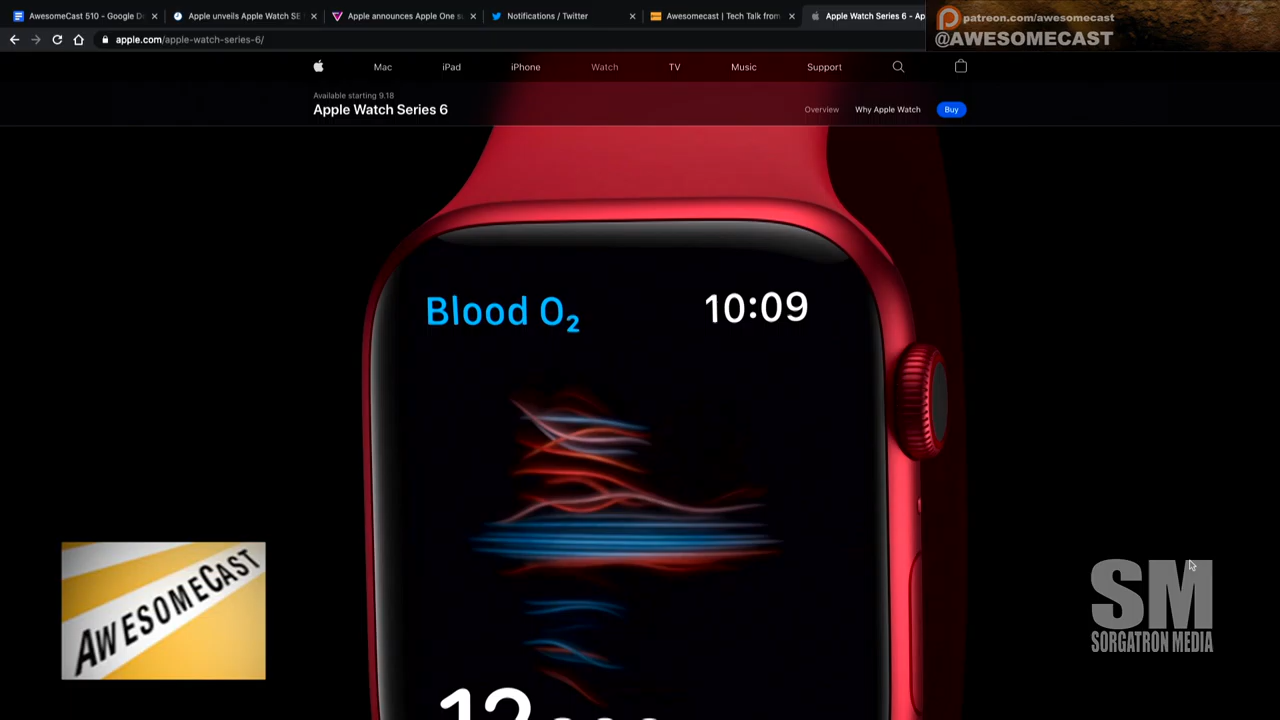 AwesomeCast 510 - Google Do
Apple unveils Apple Watch SE
Apple announces Apple One su
Notifications / Twitter
Awesomecast | Tech Talk from
Apple Watch Series 6 - Ap
patreon.com/awesomecast
@AWESOMECAST
apple.com/apple-watch-series-6/
Mac
iPad
iPhone
Watch
TV
Music
Support
Available starting 9.18
Apple Watch Series 6
Overview
Why Apple Watch
Buy
Blood O₂
10:09
12
AWESOMECAST
SM
SORGATRON MEDIA